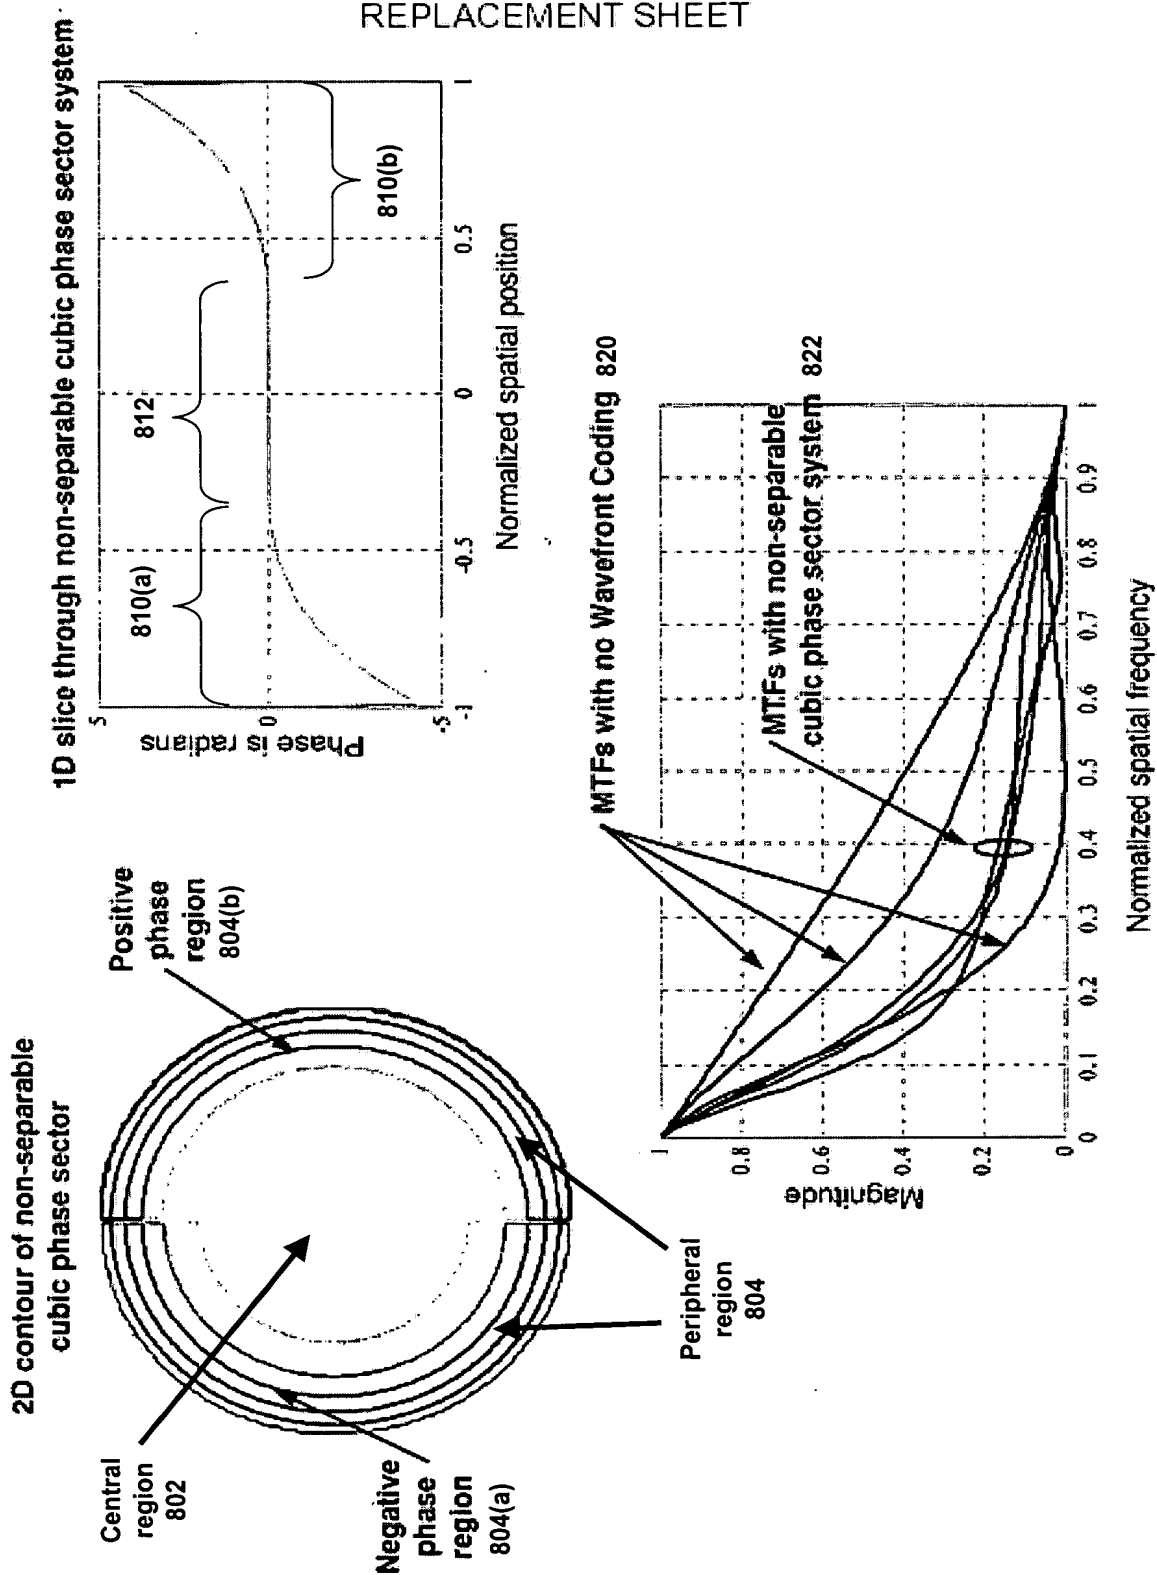 REPLACEMENT SHEET
2D contour of non-separable
cubic phase sector
Central
region
802
Positive
phase
region
804(b)
Negative
phase
region
804(a)
Peripheral
region
804
1D slice through non-separable cubic phase sector system
810(a)
812
810(b)
Phase is radians
5
0
-5
-1
-0.5
0
0.5
1
Normalized spatial position
MTFs with no Wavefront Coding 820
MTFs with non-separable
cubic phase sector system 822
Magnitude
1
0.8
0.6
0.4
0.2
0
0
0.1
0.2
0.3
0.4
0.5
0.6
0.7
0.8
0.9
1
Normalized spatial frequency